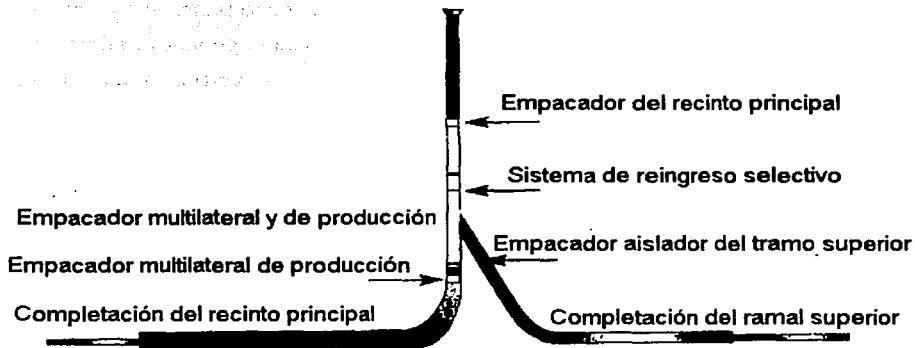 Empacador del recinto principal
Sistema de reingreso selectivo
Empacador multilateral y de producción
Empacador aislador del tramo superior
Empacador multilateral de producción
Completación del recinto principal
Completación del ramal superior